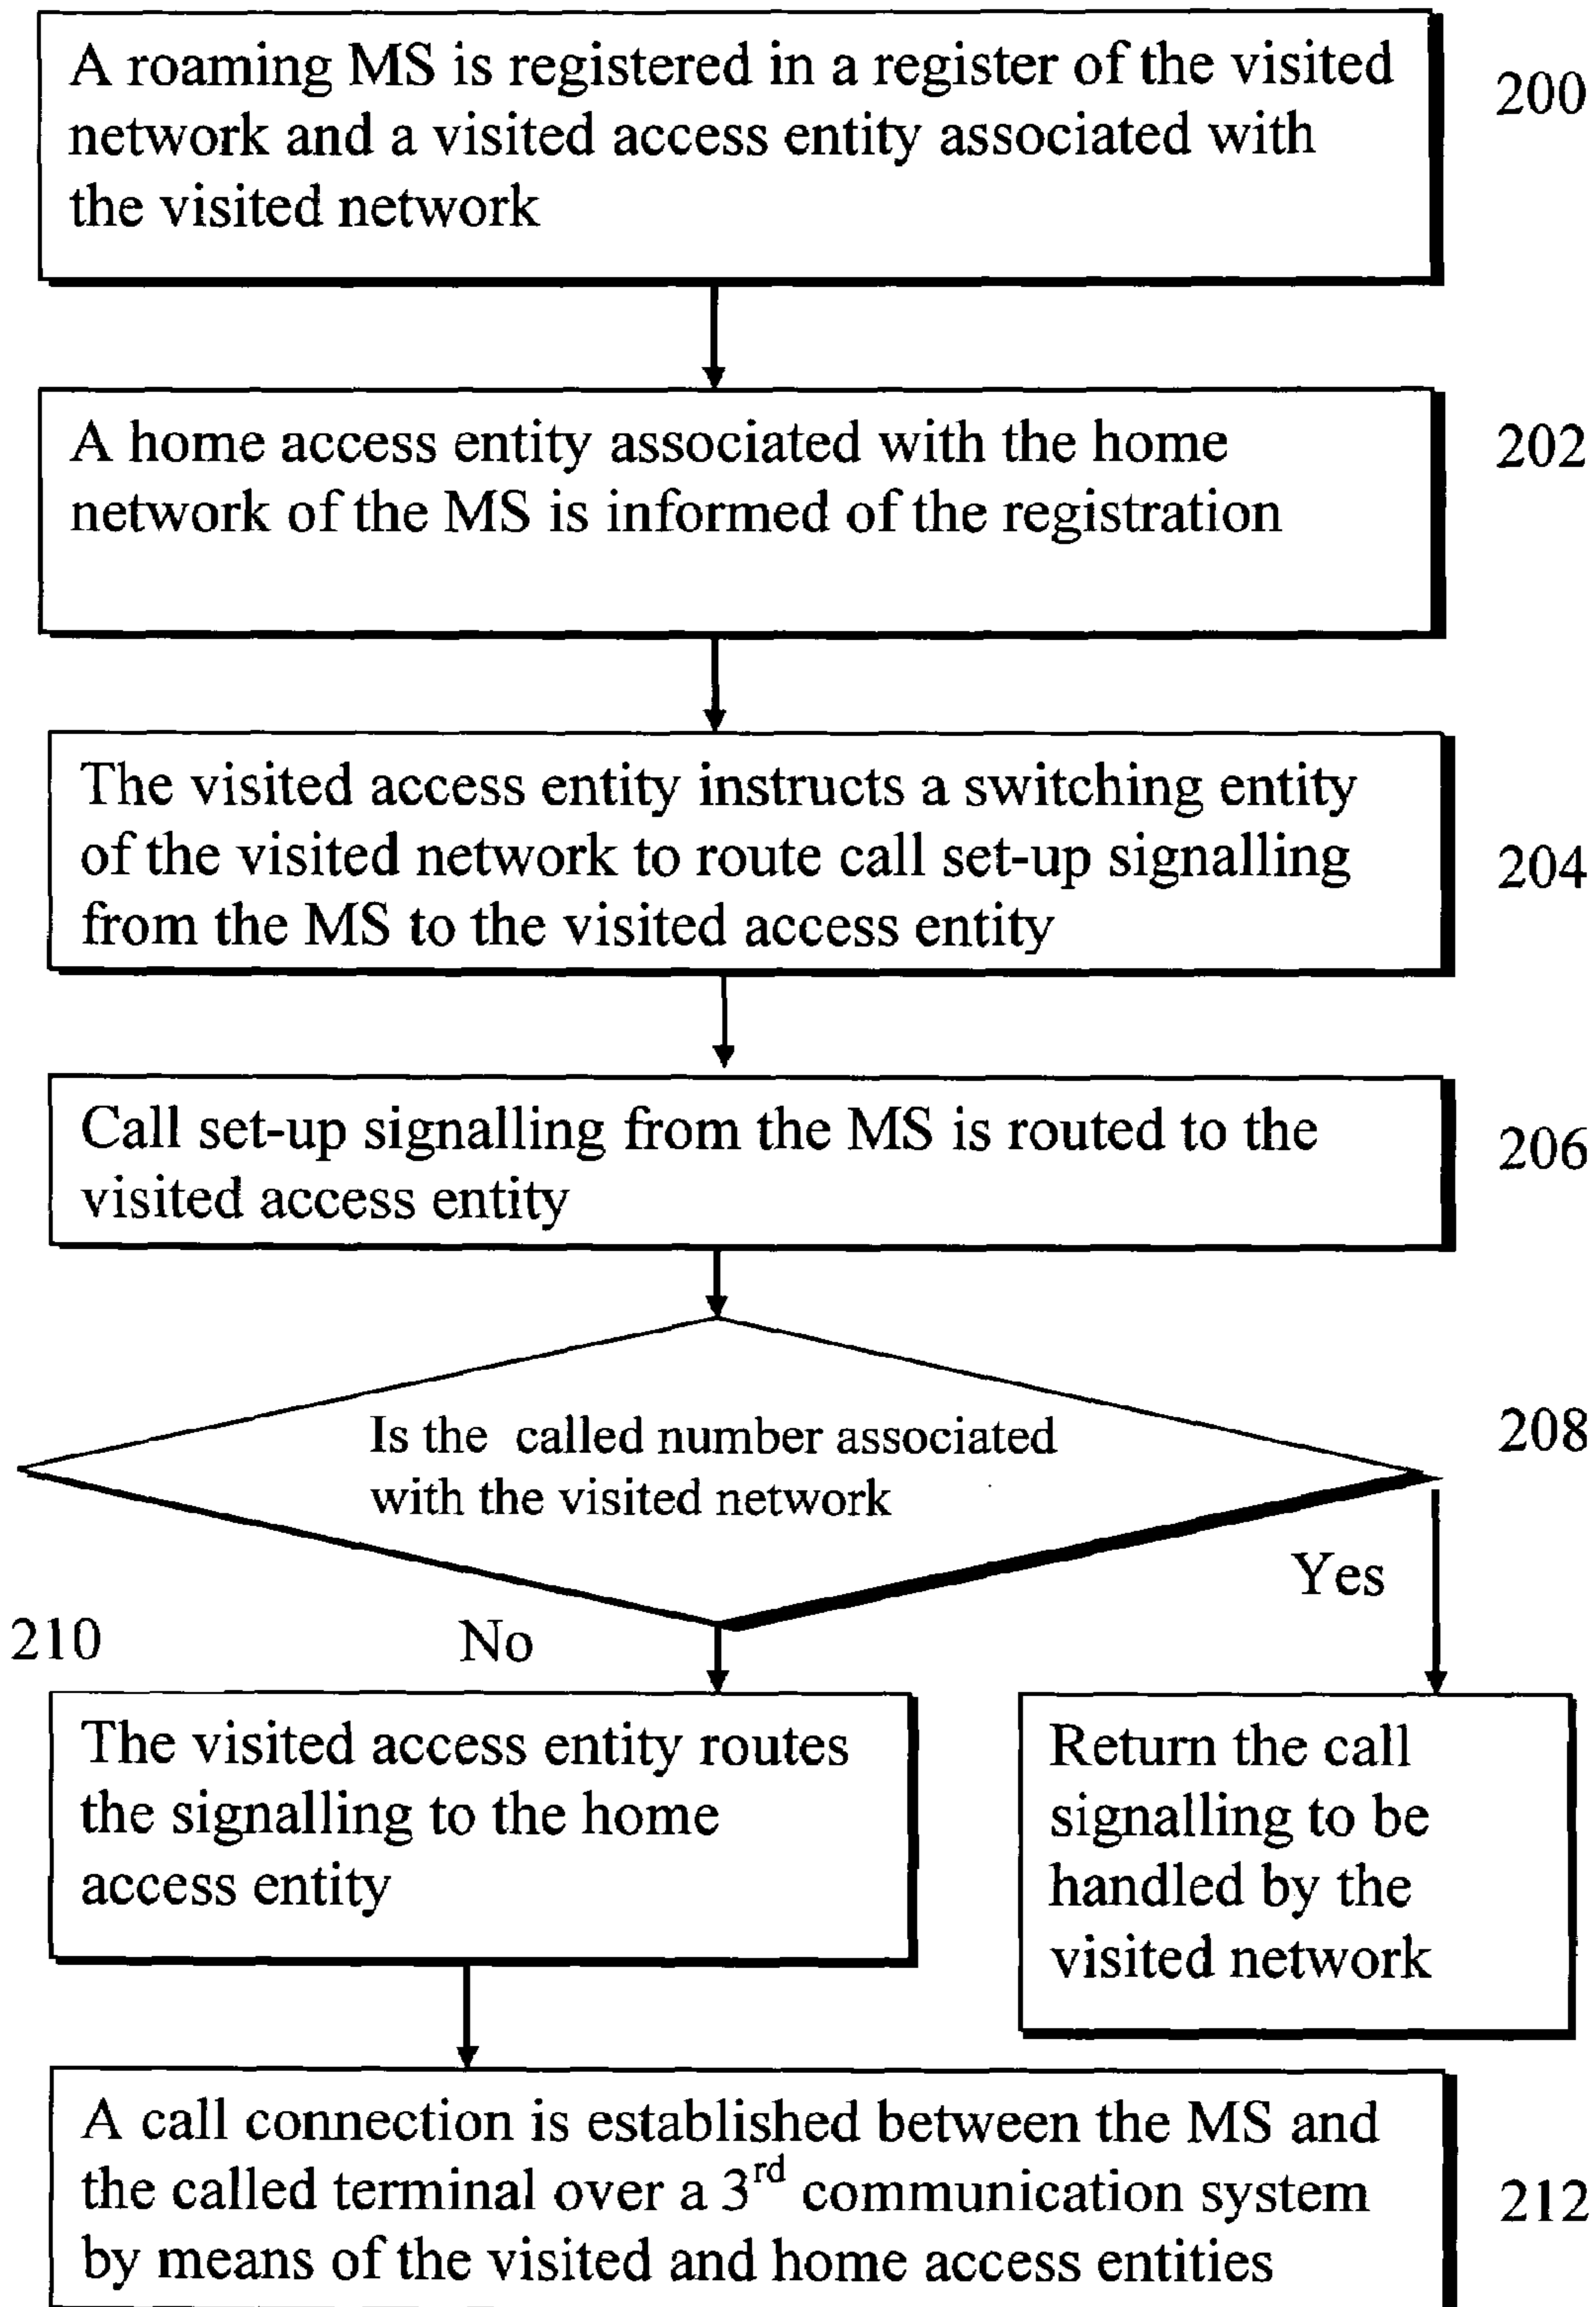 A roaming MS is registered in a register of the visited
network and a visited access entity associated with
the visited network
200
A home access entity associated with the home
network of the MS is informed of the registration
202
The visited access entity instructs a switching entity
of the visited network to route call set-up signalling
from the MS to the visited access entity
204
Call set-up signalling from the MS is routed to the
visited access entity
206
Is the called number associated
with the visited network
208
Yes
No
210
The visited access entity routes
the signalling to the home
access entity
Return the call
signalling to be
handled by the
visited network
A call connection is established between the MS and
the called terminal over a 3rd communication system
by means of the visited and home access entities
212